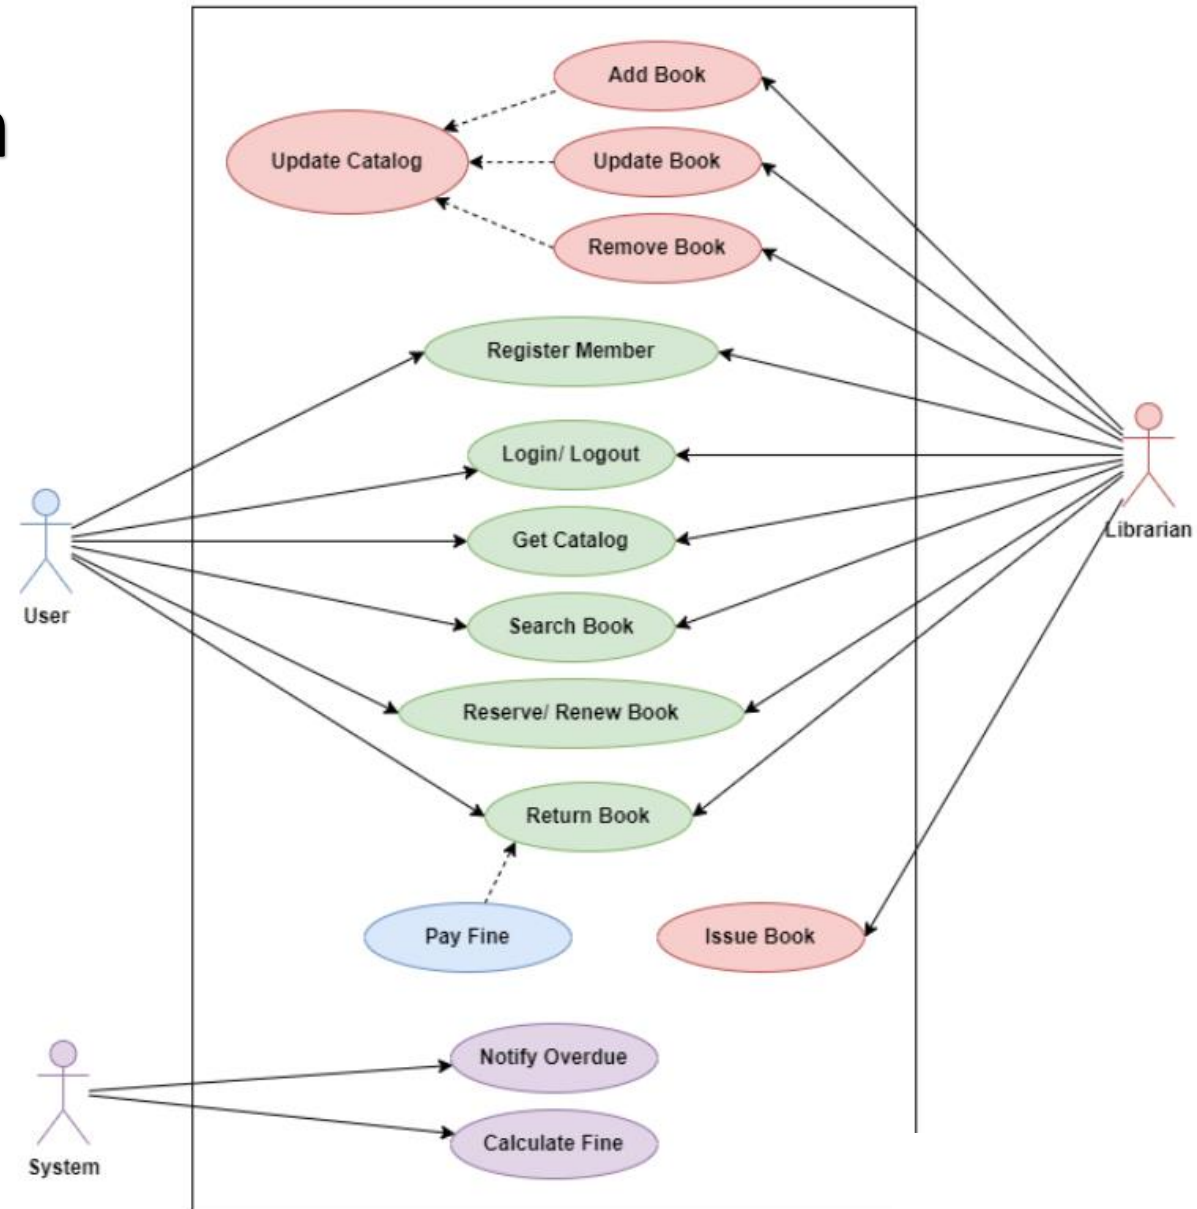 Add Book
Update Catalog
Update Book
Remove Book
Register Member
Login/ Logout
Get Catalog
Librarian
Search Book
User
Reserve/ Renew Book
Return Book
Pay Fine
Issue Book
Notify Overdue
Calculate Fine
System